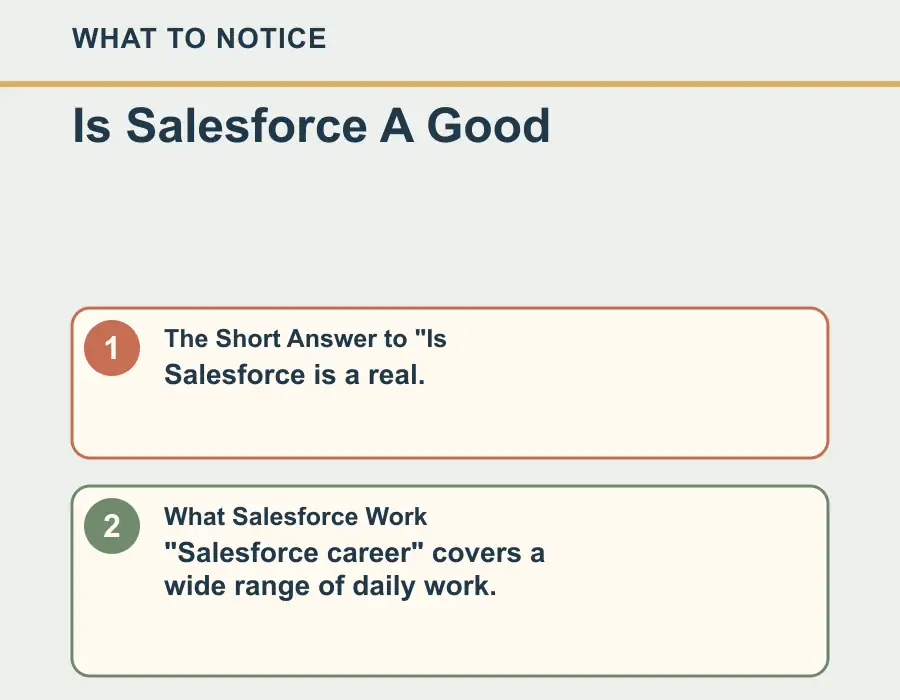 WHAT TO NOTICE
Is Salesforce A Good
1
The Short Answer to "Is
Salesforce is a real.
2
What Salesforce Work
"Salesforce career" covers a
wide range of daily work.